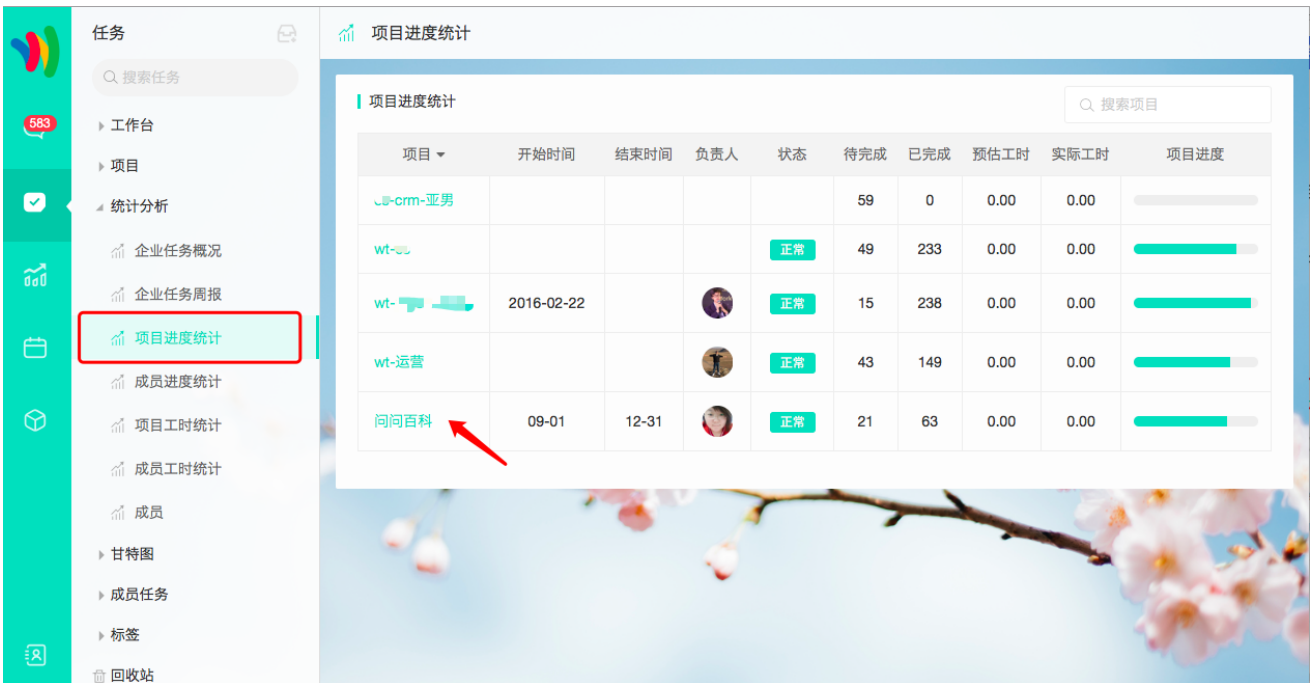 任务
搜索任务
583
工作台
项目
统计分析
企业任务概况
企业任务周报
项目进度统计
成员进度统计
项目工时统计
成员工时统计
成员
甘特图
成员任务
标签
回收站
项目进度统计
项目进度统计
搜索项目
项目 开始时间 结束时间 负责人 状态 待完成 已完成 预估工时 实际工时 项目进度
-crm-亚男 59 0 0.00 0.00
wt- 正常 49 233 0.00 0.00
wt- 2016-02-22 正常 15 238 0.00 0.00
wt-运营 正常 43 149 0.00 0.00
问问百科 09-01 12-31 正常 21 63 0.00 0.00